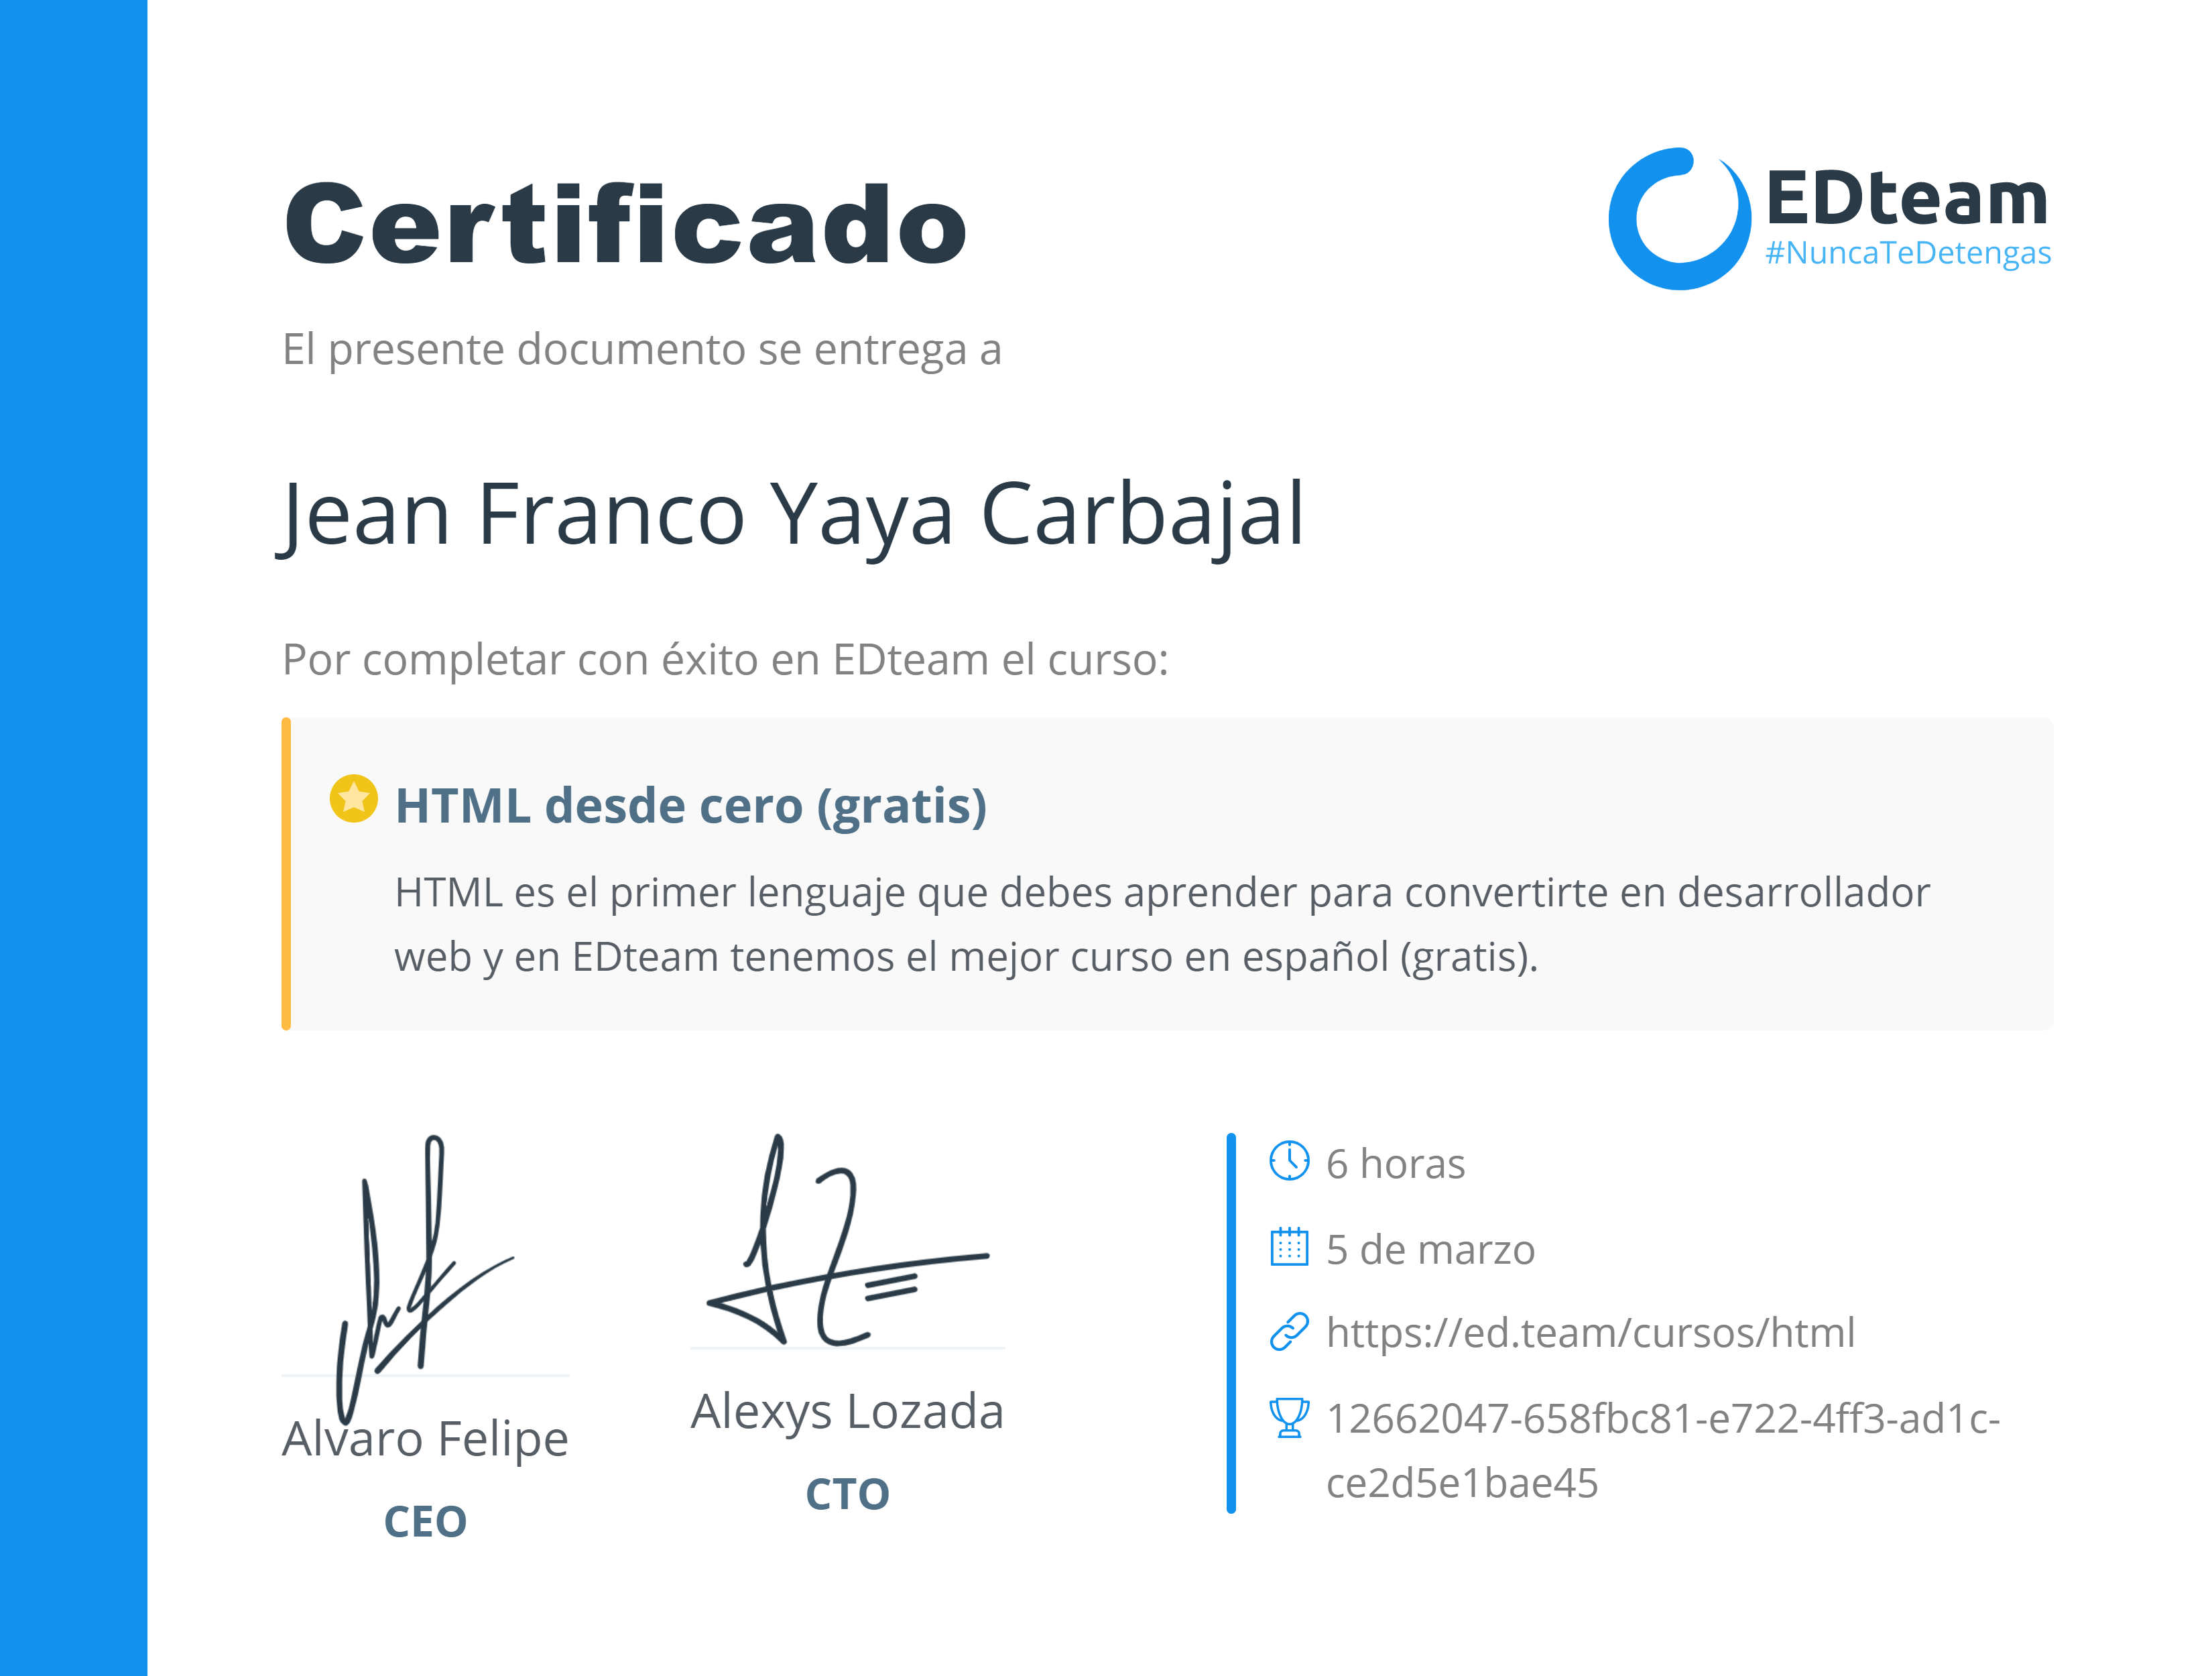 Certificado
EDteam
#NuncaTeDetengas
El presente documento se entrega a
Jean Franco Yaya Carbajal
Por completar con éxito en EDteam el curso:
HTML desde cero (gratis)
HTML es el primer lenguaje que debes aprender para convertirte en desarrollador
web y en EDteam tenemos el mejor curso en español (gratis).
Alvaro Felipe
CEO
Alexys Lozada
CTO
6 horas
5 de marzo
https://ed.team/cursos/html
12662047-658fbc81-e722-4ff3-ad1c-
ce2d5e1bae45